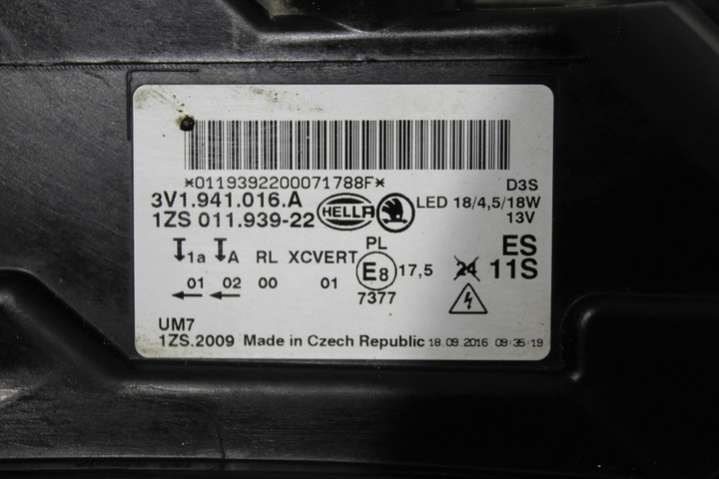 *0119392200071788F*
D3S
3V1.941.016.A HELLA LED 18/4,5/18W
1ZS 011.939-22 13V
1a A RL XCVERT PL ES
E8 17,5 24 11S
01 02 00 01 7377
UM7
1ZS.2009 Made in Czech Republic 18.09.2016 09:35:19